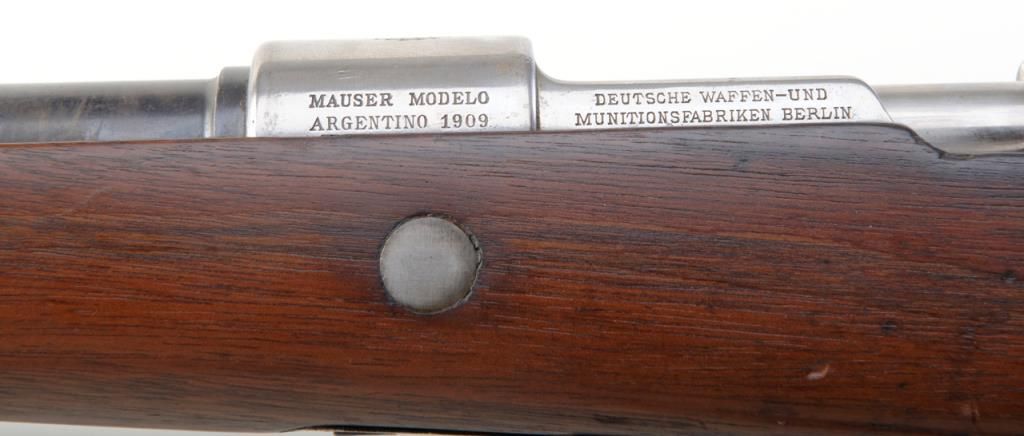 MAUSER MODELO
ARGENTINO 1909
DEUTSCHE WAFFEN-UND
MUNITIONSFABRIKEN BERLIN